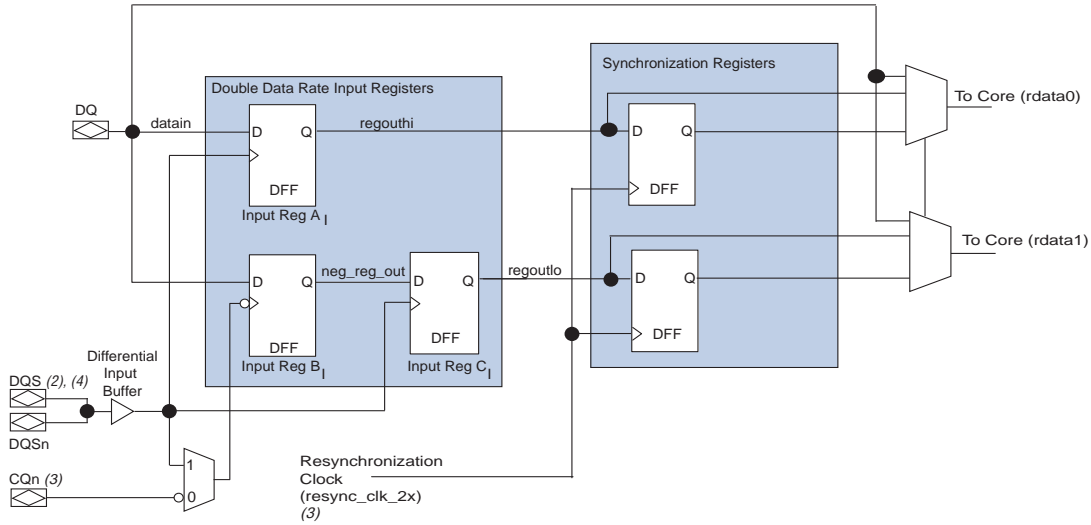 Double Data Rate Input Registers
Synchronization Registers
DQ
datain
D
Q
DFF
Input Reg A I
regouthi
D
Q
DFF
To Core (rdata0)
D
Q
DFF
Input Reg B I
neg_reg_out
D
Q
DFF
Input Reg C I
regoutlo
D
Q
DFF
To Core (rdata1)
Differential
Input
Buffer
DQS (2), (4)
DQSn
CQn (3)
1
0
Resynchronization
Clock
(resync_clk_2x)
(3)